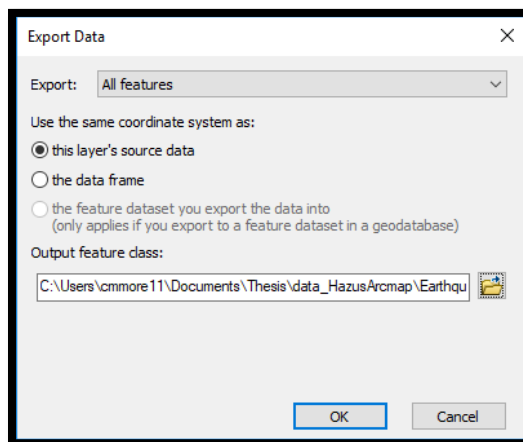 Export Data
Export: All features
Use the same coordinate system as:
this layer's source data
the data frame
the feature dataset you export the data into
(only applies if you export to a feature dataset in a geodatabase)
Output feature class:
C:\Users\cmmore11\Documents\Thesis\data_HazusArcmap\Earthqu
OK Cancel